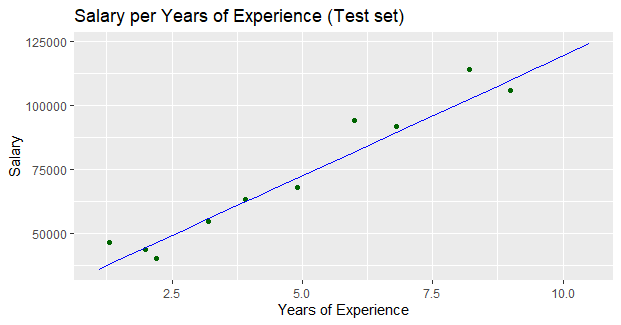 Salary per Years of Experience (Test set)
125000
100000
75000
50000
Salary
2.5 5.0 7.5 10.0
Years of Experience